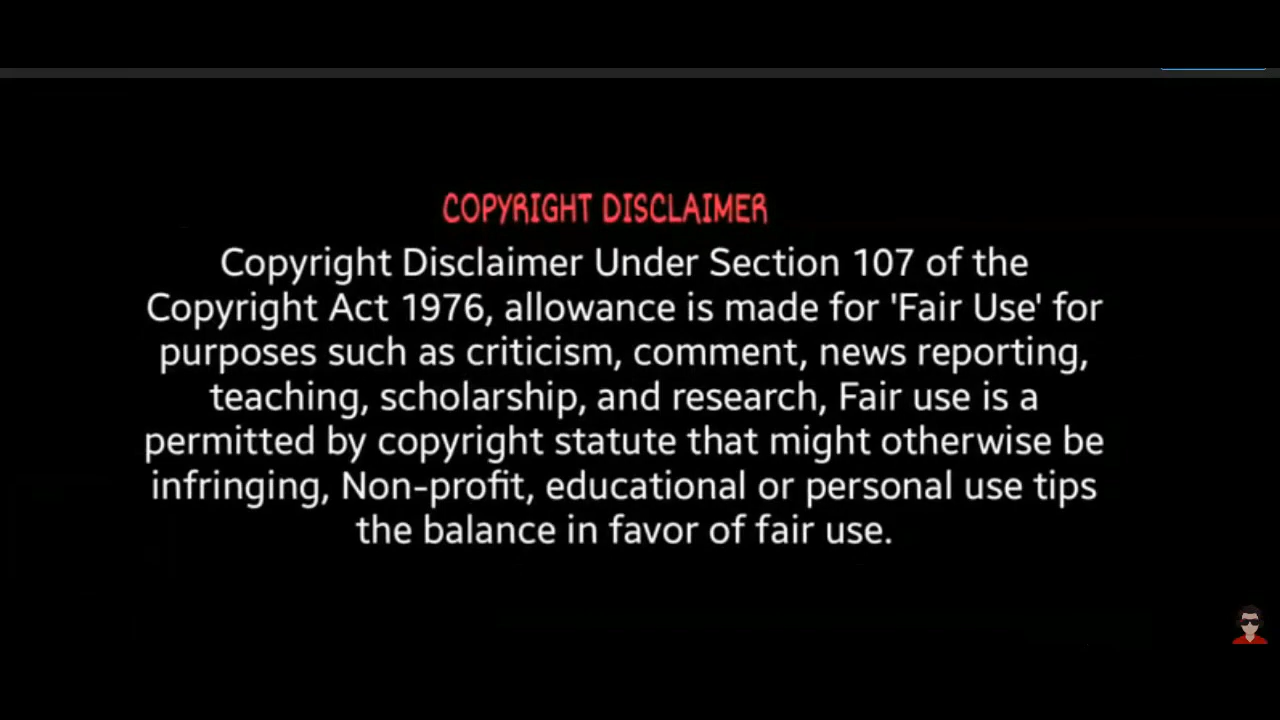 COPYRIGHT DISCLAIMER
Copyright Disclaimer Under Section 107 of the
Copyright Act 1976, allowance is made for 'Fair Use' for
purposes such as criticism, comment, news reporting,
teaching, scholarship, and research, Fair use is a
permitted by copyright statute that might otherwise be
infringing, Non-profit, educational or personal use tips
the balance in favor of fair use.